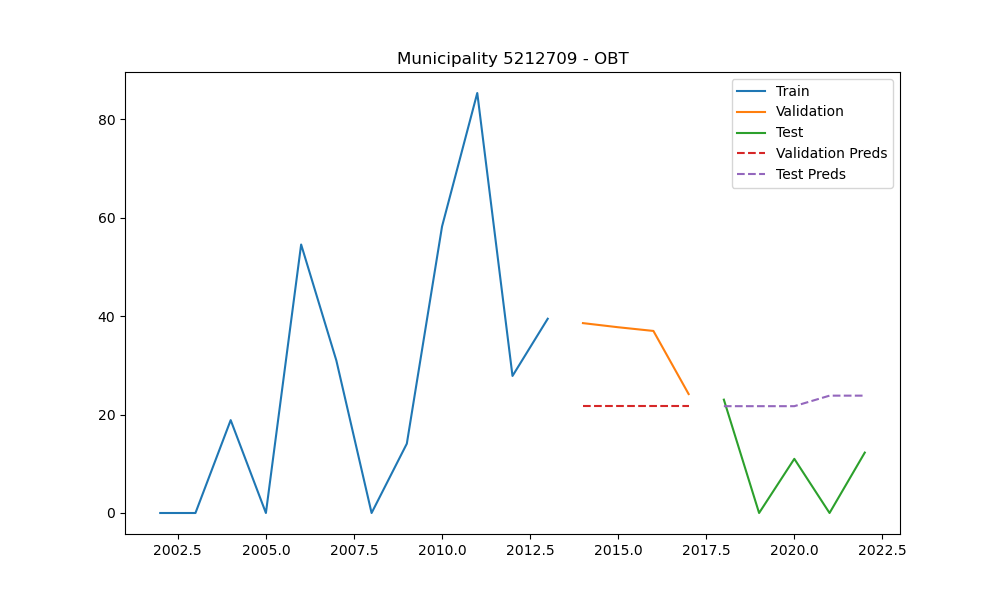 Municipality 5212709 - OBT
Train
Validation
Test
Validation Preds
Test Preds
80
60
40
20
0
2002.5 2005.0 2007.5 2010.0 2012.5 2015.0 2017.5 2020.0 2022.5